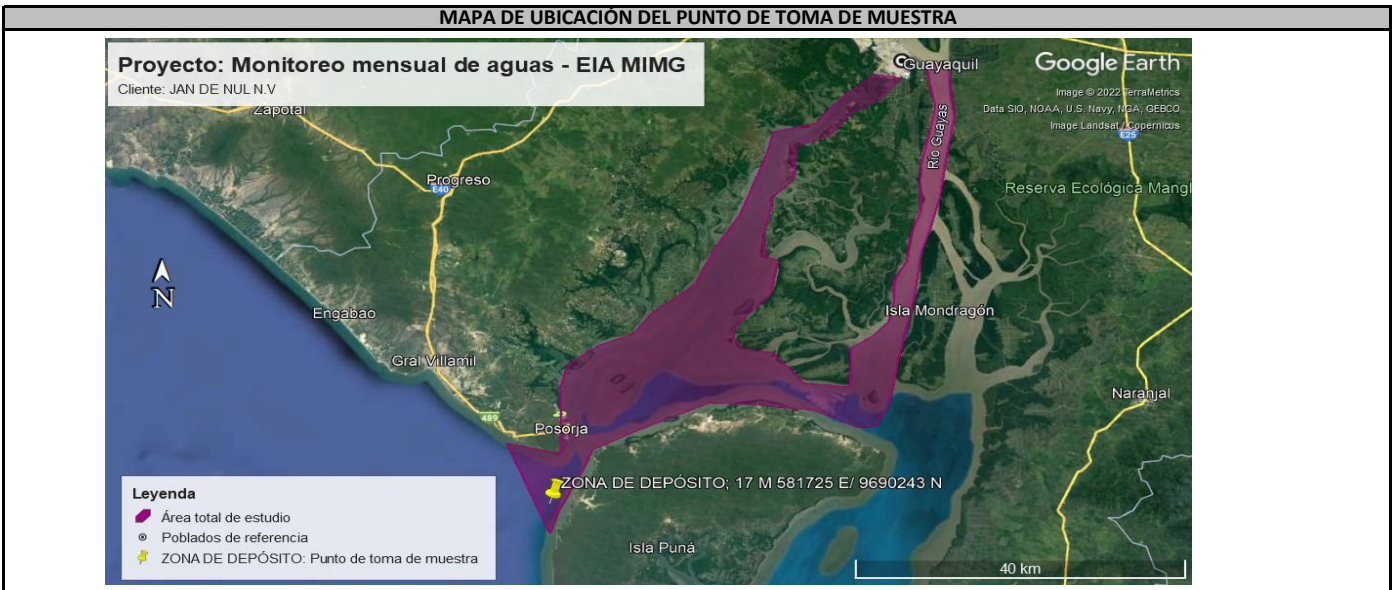 MAPA DE UBICACIÓN DEL PUNTO DE TOMA DE MUESTRA
Proyecto: Monitoreo mensual de aguas - EIA MIMG
Cliente: JAN DE NUL N.V
Guayaquil
Google Earth
Image © 2022 TerraMetrics
Data SIO, NOAA, U.S. Navy, NGA, GEBCO
Image Landsat / Copernicus
Zapotal
E25
Río Guayas
Progreso
E40
Reserva Ecológica Mangl
N
Engabao
Isla Mondragón
Gral Villamil
Naranjal
489
Posorja
ZONA DE DEPÓSITO; 17 M 581725 E/ 9690243 N
Leyenda
Área total de estudio
Poblados de referencia
ZONA DE DEPÓSITO: Punto de toma de muestra
Isla Puná
40 km